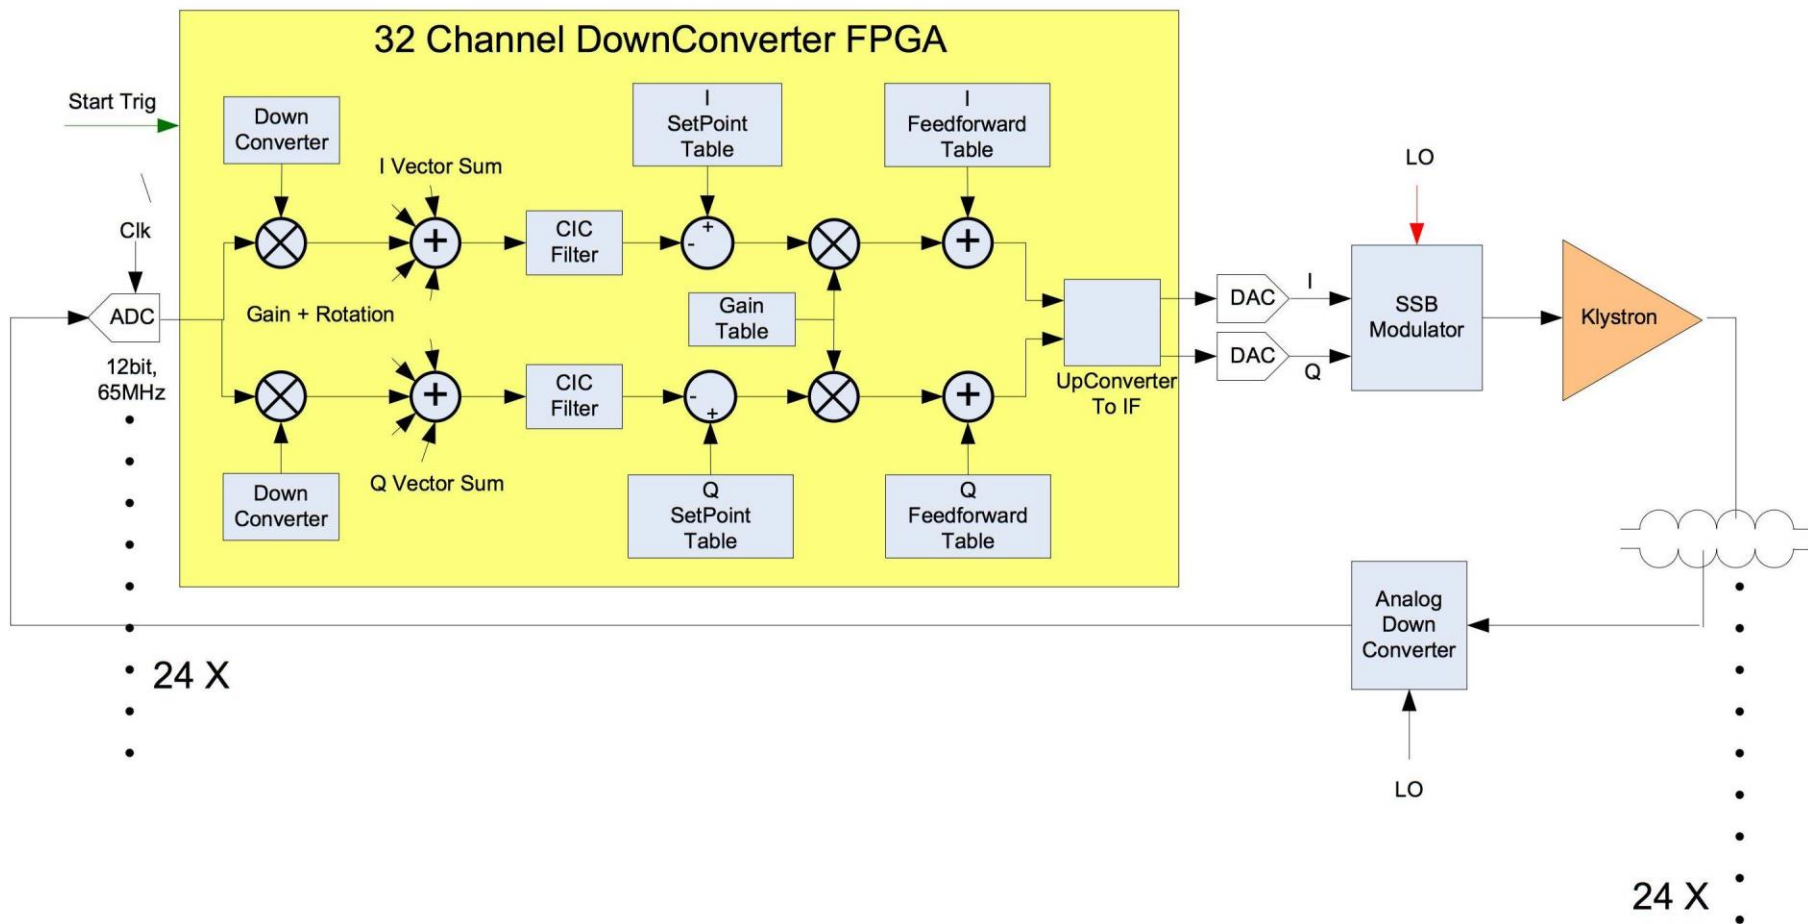 32 Channel DownConverter FPGA
Start Trig
Clk
ADC
12bit,
65MHz
24 X
Down
Converter
I Vector Sum
Gain + Rotation
Q Vector Sum
Down
Converter
CIC
Filter
CIC
Filter
I
SetPoint
Table
+
-
Gain
Table
-
+
Q
SetPoint
Table
I
Feedforward
Table
Q
Feedforward
Table
+
+
+
+
UpConverter
To IF
DAC
I
DAC
Q
LO
SSB
Modulator
Klystron
Analog
Down
Converter
LO
24 X